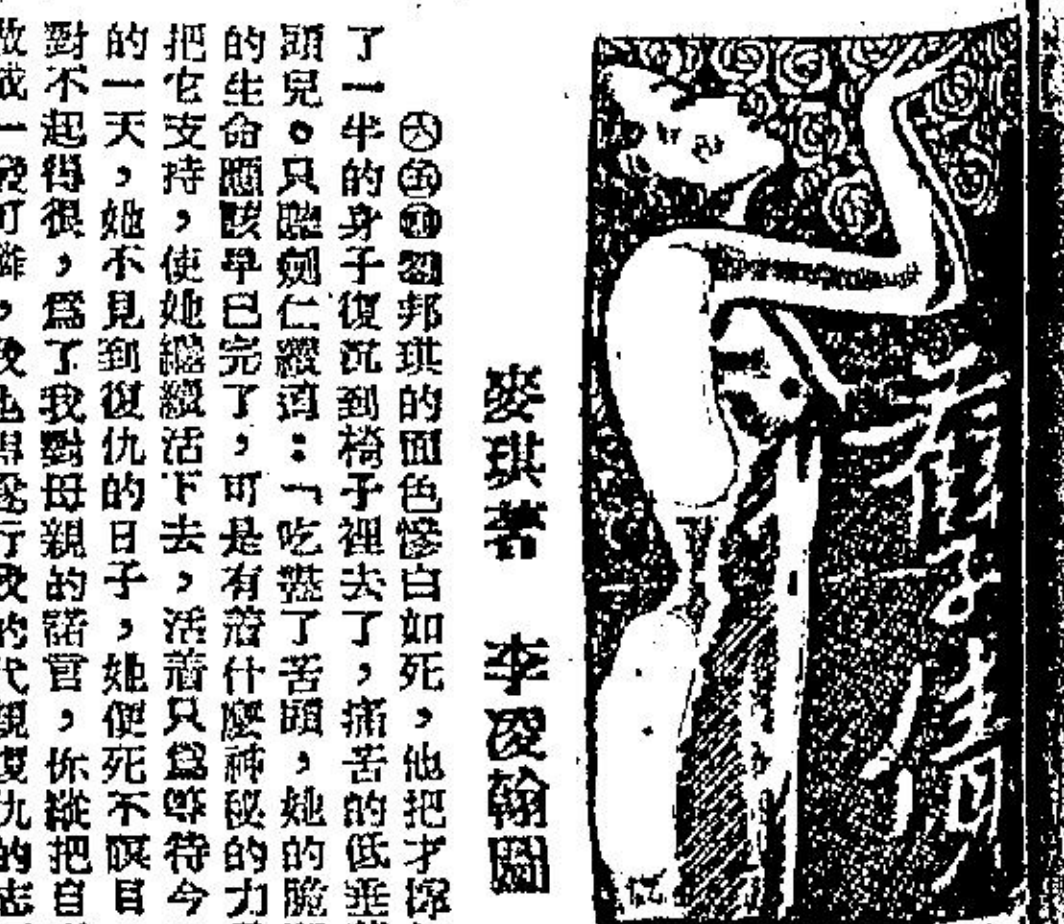 孽子情
麥琪著　李凌翰圖
邦琪的面色慘白如死，他把才撐
了一半的身子復沉到椅子裡去了，痛苦的低垂
頭兒。只聽劍仁續道：「吃盡了苦頭，她的
的生命應該早已完了，可是有着什麼神秘的力
把它支持，使她繼續活下去，活着只爲等待今
的一天，她不見到復仇的日子，她便死不瞑目
對不起得很，爲了我對母親的諾言，你縱把自